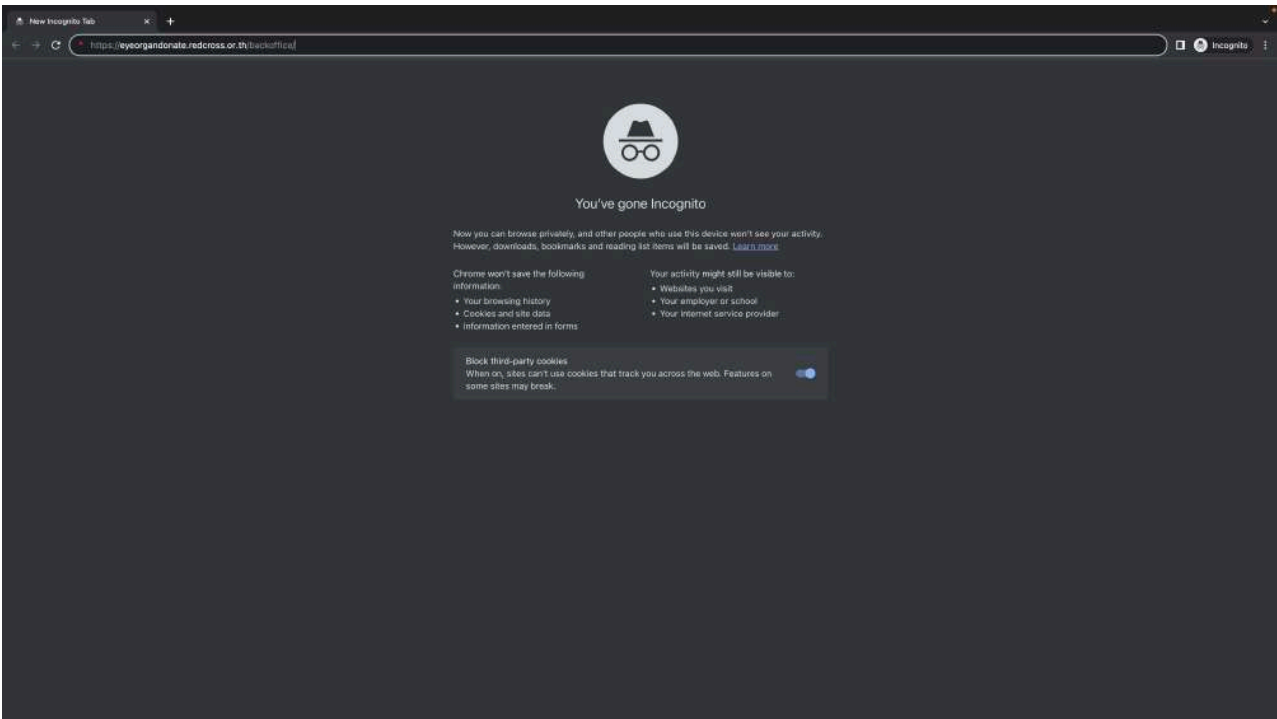 New Incognito Tab
https://eyeorgandonate.redcross.or.th/backoffice/
Incognito
You've gone Incognito
Now you can browse privately, and other people who use this device won't see your activity.
However, downloads, bookmarks and reading list items will be saved. Learn more
Chrome won't save the following
information:
• Your browsing history
• Cookies and site data
• Information entered in forms
Your activity might still be visible to:
• Websites you visit
• Your employer or school
• Your internet service provider
Block third-party cookies
When on, sites can't use cookies that track you across the web. Features on
some sites may break.